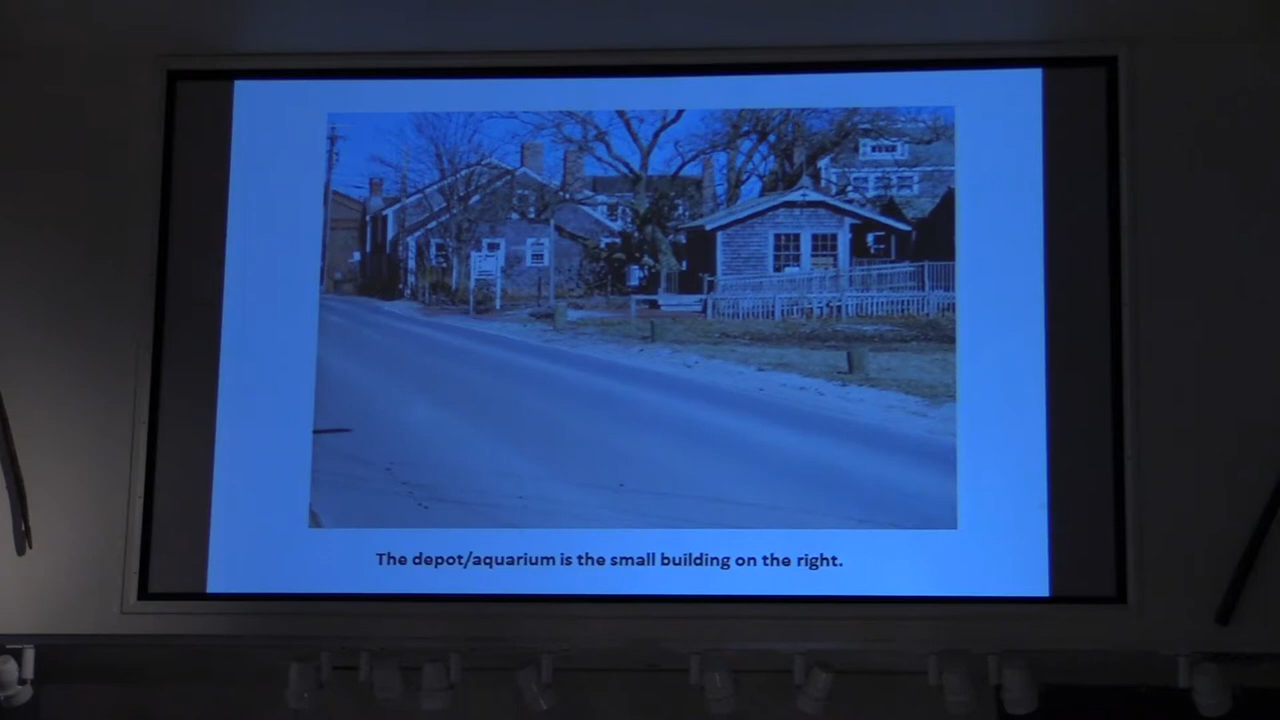 The depot/aquarium is the small building on the right.